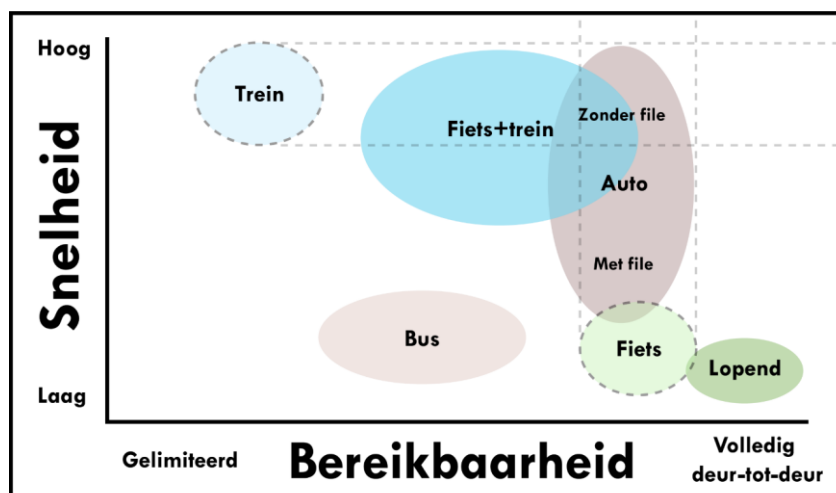 Hoog
Trein
Fiets+trein
Zonder file
Auto
Met file
Snelheid
Bus
Fiets
Lopend
Laag
Gelimiteerd
Bereikbaarheid
Volledig
deur-tot-deur